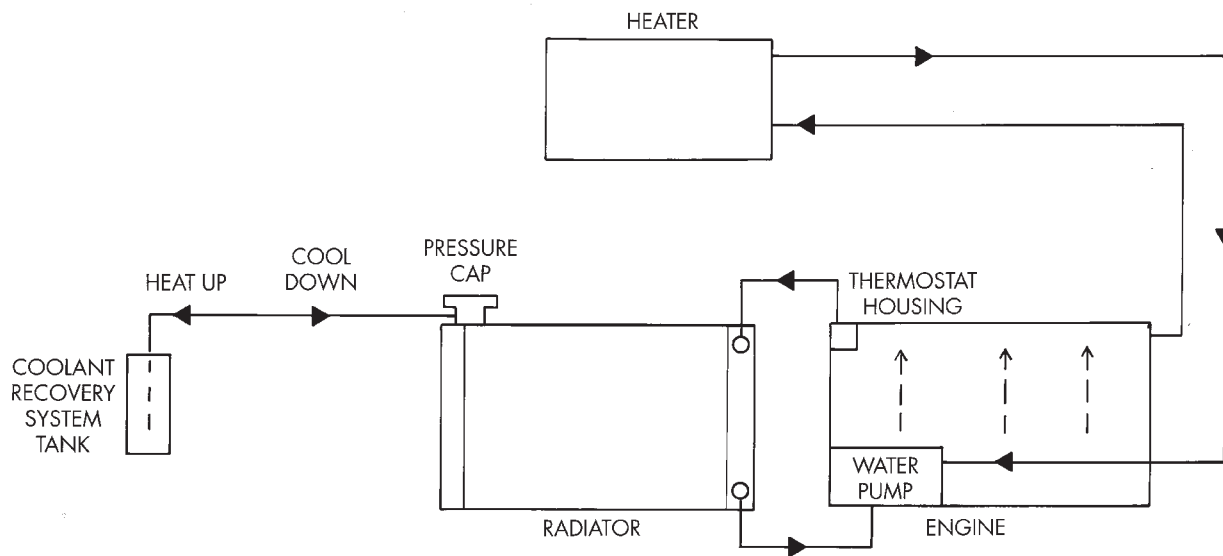 HEATER
PRESSURE
CAP
COOL
DOWN
HEAT UP
THERMOSTAT
HOUSING
COOLANT
RECOVERY
SYSTEM
TANK
WATER
PUMP
RADIATOR
ENGINE